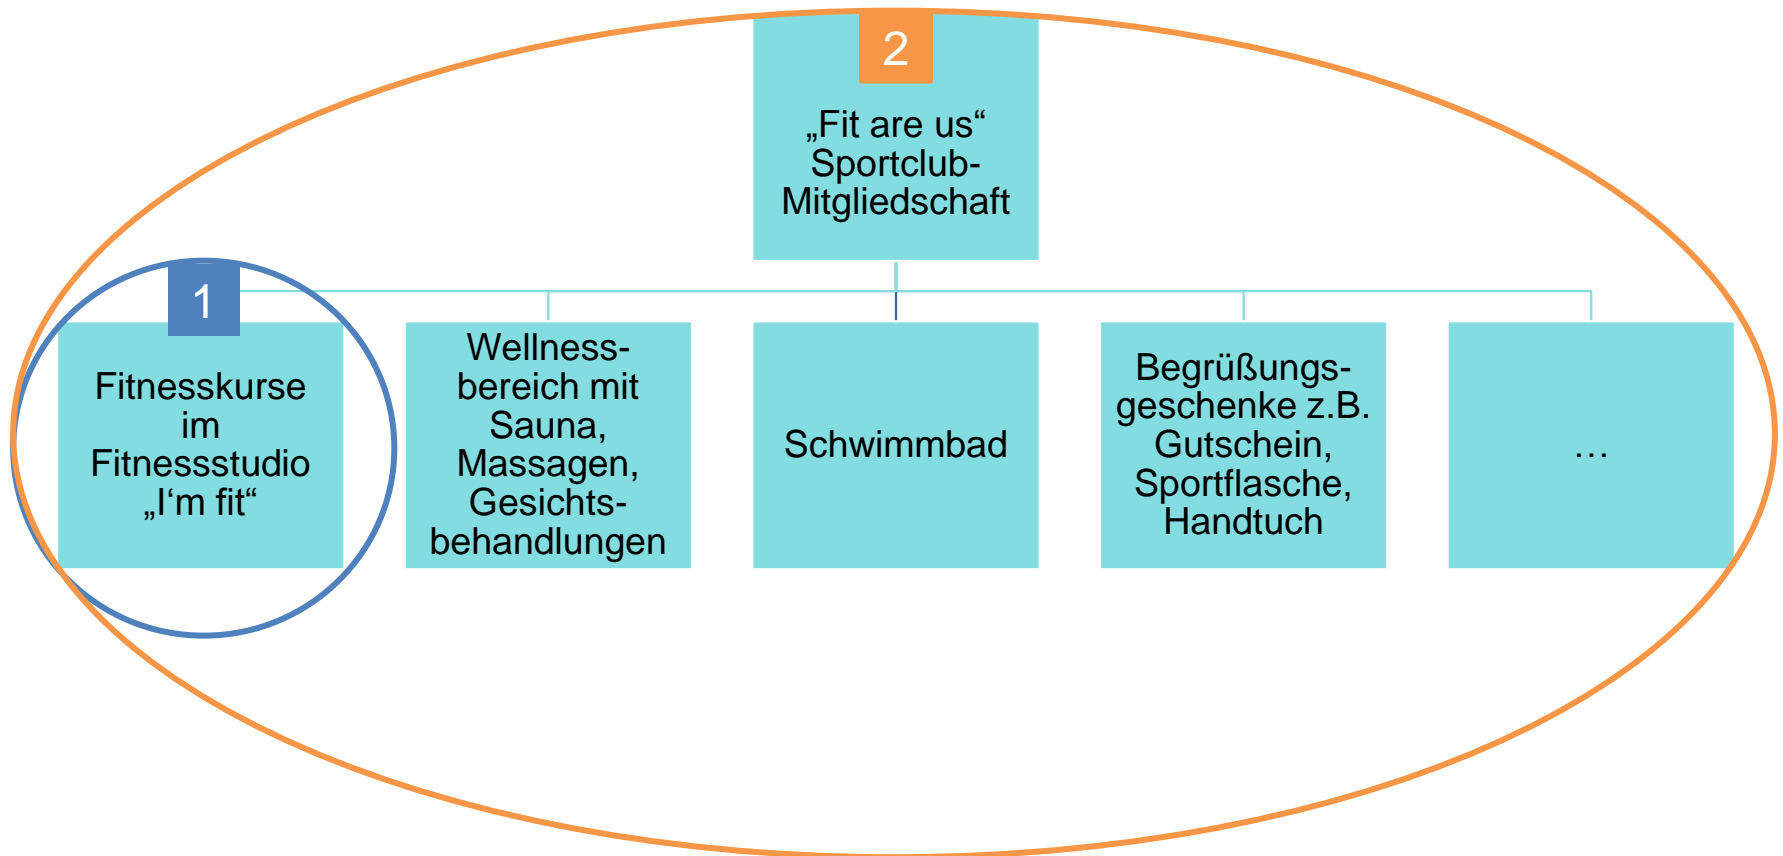 2
„Fit are us“
Sportclub-
Mitgliedschaft
1
Fitnesskurse
im
Fitnessstudio
„I‘m fit“
Wellness-
bereich mit
Sauna,
Massagen,
Gesichts-
behandlungen
Schwimmbad
Begrüßungs-
geschenke z.B.
Gutschein,
Sportflasche,
Handtuch
…